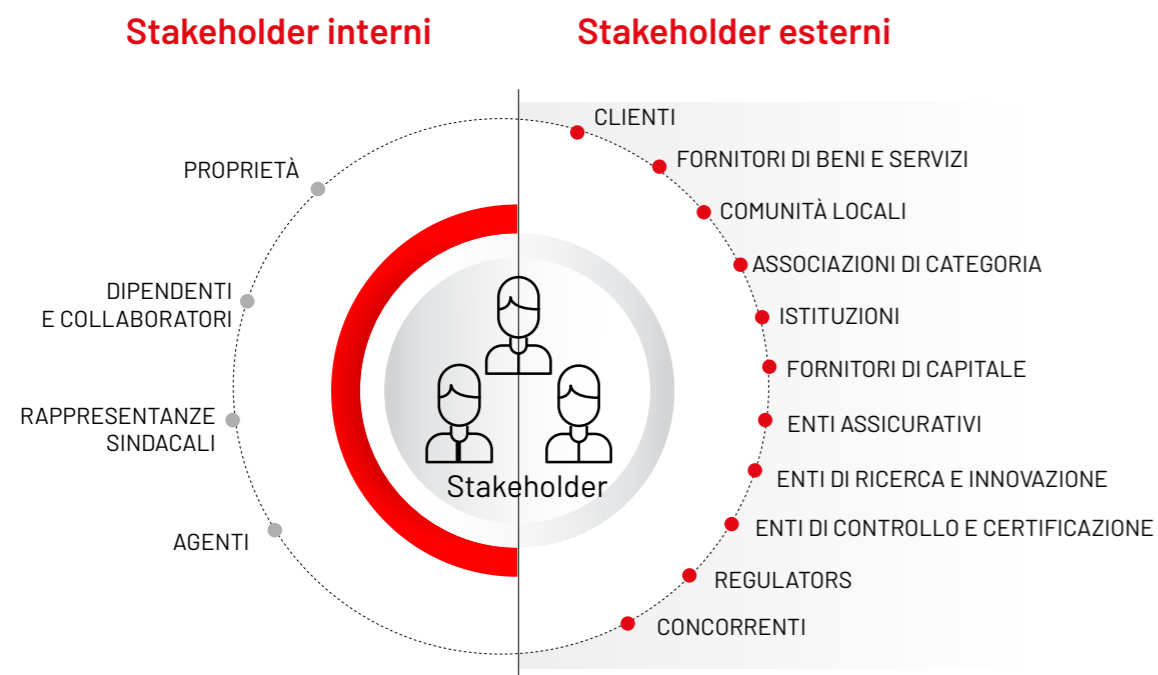 Stakeholder interni
Stakeholder esterni
PROPRIETÀ
DIPENDENTI
E COLLABORATORI
RAPPRESENTANZE
SINDACALI
AGENTI
Stakeholder
CLIENTI
FORNITORI DI BENI E SERVIZI
COMUNITÀ LOCALI
ASSOCIAZIONI DI CATEGORIA
ISTITUZIONI
FORNITORI DI CAPITALE
ENTI ASSICURATIVI
ENTI DI RICERCA E INNOVAZIONE
ENTI DI CONTROLLO E CERTIFICAZIONE
REGULATORS
CONCORRENTI